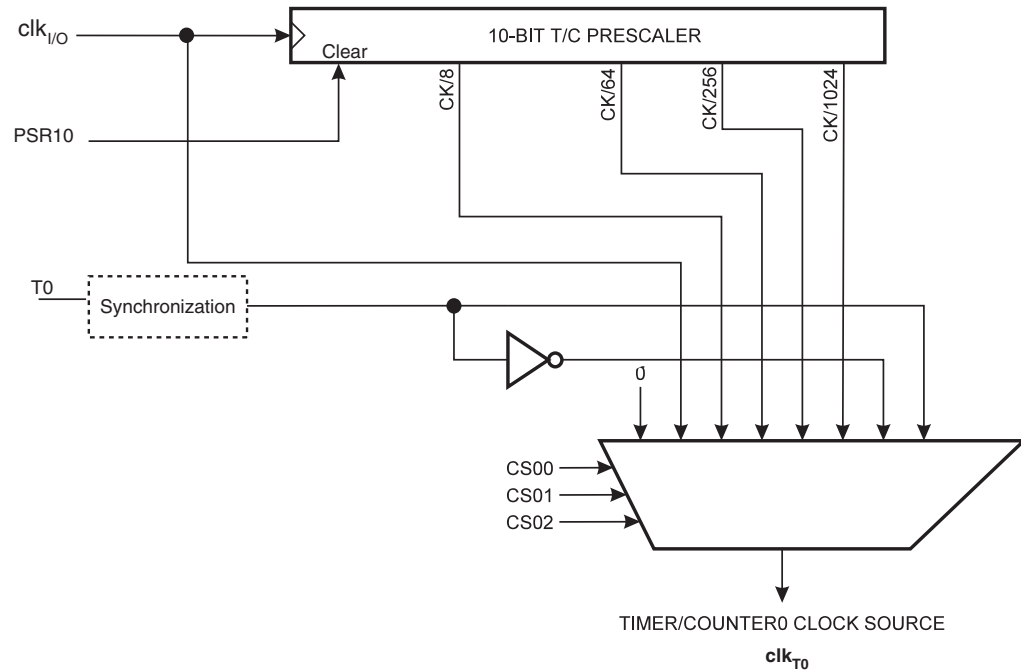 clkI/O
10-BIT T/C PRESCALER
Clear
CK/8
CK/64
CK/256
CK/1024
PSR10
T0
Synchronization
0
CS00
CS01
CS02
TIMER/COUNTER0 CLOCK SOURCE
clkT0